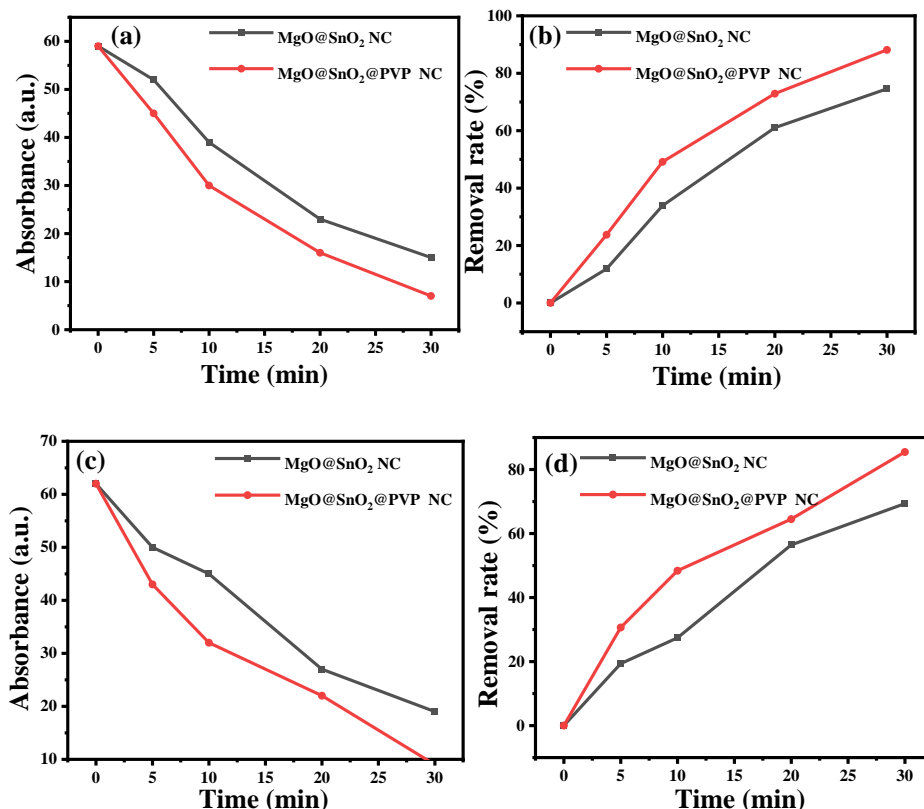 (a)
MgO@SnO₂ NC
MgO@SnO₂@PVP NC
Absorbance (a.u.)
60
50
40
30
20
10
0
0 5 10 15 20 25 30
Time (min)
(b)
MgO@SnO₂ NC
MgO@SnO₂@PVP NC
Removal rate (%)
100
80
60
40
20
0
0 5 10 15 20 25 30
Time (min)
(c)
MgO@SnO₂ NC
MgO@SnO₂@PVP NC
Absorbance (a.u.)
70
60
50
40
30
20
10
0 5 10 15 20 25 30
Time (min)
(d)
MgO@SnO₂ NC
MgO@SnO₂@PVP NC
Removal rate (%)
80
60
40
20
0
0 5 10 15 20 25 30
Time (min)